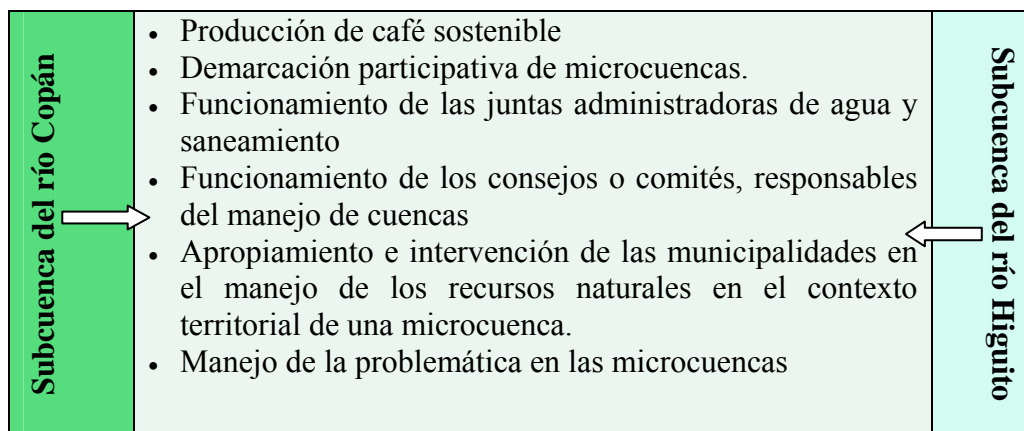 Subcuenca del río Copán
• Producción de café sostenible
• Demarcación participativa de microcuencas.
• Funcionamiento de las juntas administradoras de agua y
saneamiento
• Funcionamiento de los consejos o comités, responsables
del manejo de cuencas
• Apropiamiento e intervención de las municipalidades en
el manejo de los recursos naturales en el contexto
territorial de una microcuenca.
• Manejo de la problemática en las microcuencas
Subcuenca del río Higuito